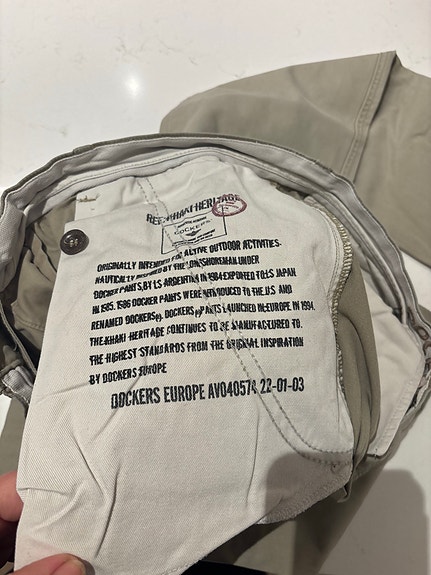 REAL KHAKI HERITAGE
DOCKERS
ORIGINALLY INTENDED FOR ACTIVE OUTDOOR ACTIVITIES.
NAUTICALLY INSPIRED BY THE LONGSHOREMAN UNDER
DOCKER PANTS, BY LS ARGENTINA IN 1984 EXPORTED TO LS JAPAN
IN 1985. 1986 DOCKER PANTS WERE INTRODUCED TO THE U.S AND
RENAMED DOCKERS®. DOCKERS® PANTS LAUNCHED IN EUROPE IN 1994.
THE KHAKI HERITAGE CONTINUES TO BE MANUFACTURED TO.
THE HIGHEST STANDARDS FROM THE ORIGINAL INSPIRATION
BY DOCKERS EUROPE
DOCKERS EUROPE AV040574 22-01-03